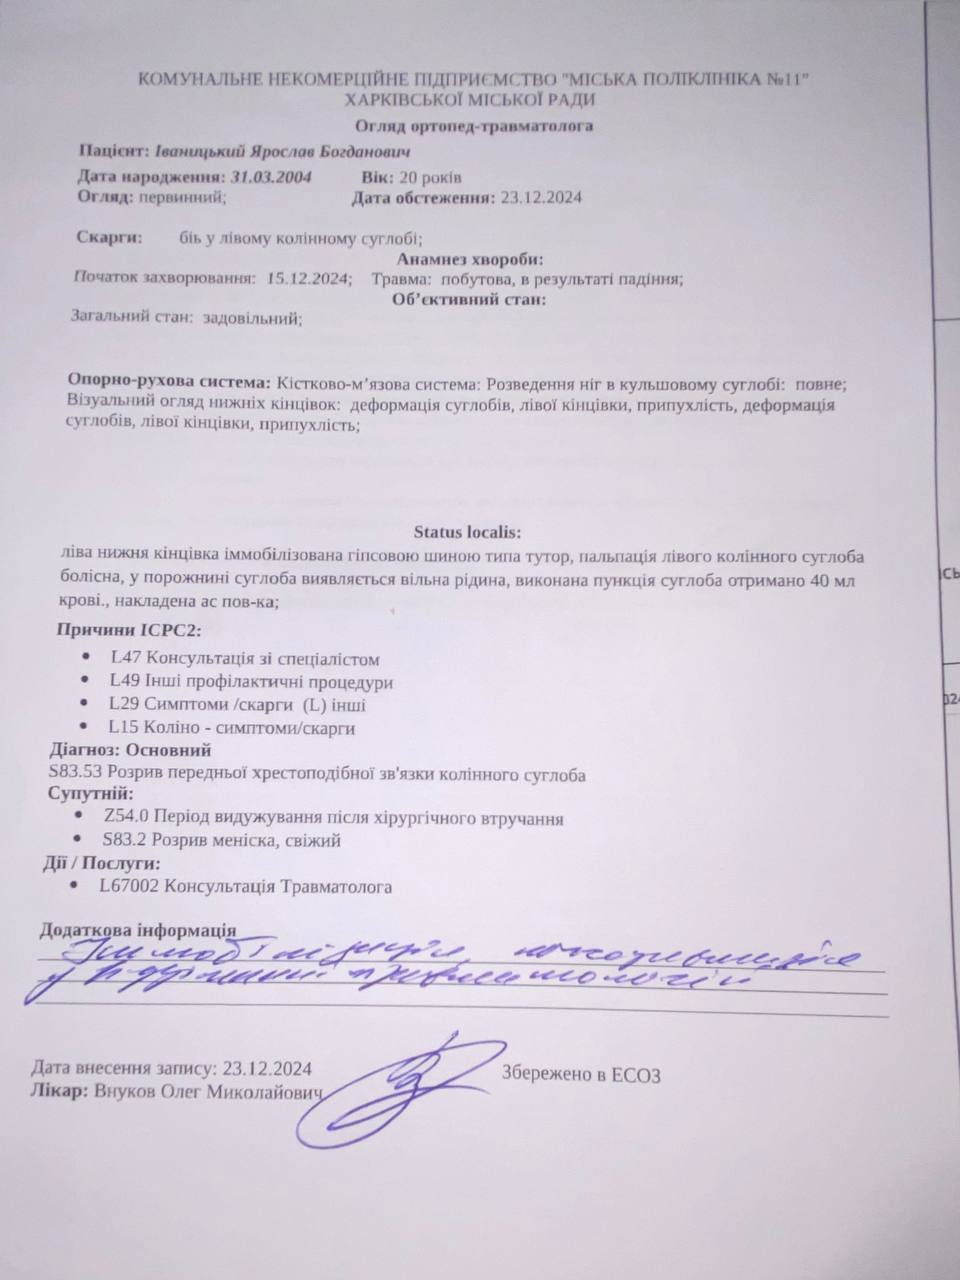 КОМУНАЛЬНЕ НЕКОМЕРЦІЙНЕ ПІДПРИЄМСТВО "МІСЬКА ПОЛІКЛІНІКА №11"
ХАРКІВСЬКОЇ МІСЬКОЇ РАДИ
Огляд ортопед-травматолога
Пацієнт: Іваницький Ярослав Богданович
Дата народження: 31.03.2004 Вік: 20 років
Огляд: первинний; Дата обстеження: 23.12.2024
Скарги: біь у лівому колінному суглобі;
Анамнез хвороби:
Початок захворювання: 15.12.2024; Травма: побутова, в результаті падіння;
Об’єктивний стан:
Загальний стан: задовільний;
Опорно-рухова система: Кістково-м’язова система: Розведення ніг в кульшовому суглобі: повне;
Візуальний огляд нижніх кінцівок: деформація суглобів, лівої кінцівки, припухлість, деформація
суглобів, лівої кінцівки, припухлість;
Status localis:
ліва нижня кінцівка іммобілізована гіпсовою шиною типа тутор, пальпація лівого колінного суглоба
болісна, у порожнині суглоба виявляється вільна рідина, виконана пункція суглоба отримано 40 мл
крові., накладена ас пов-ка;
Причини ICPC2:
• L47 Консультація зі спеціалістом
• L49 Інші профілактичні процедури
• L29 Симптоми /скарги (L) інші
• L15 Коліно - симптоми/скарги
Діагноз: Основний
S83.53 Розрив передньої хрестоподібної зв'язки колінного суглоба
Супутній:
• Z54.0 Період видужування після хірургічного втручання
• S83.2 Розрив меніска, свіжий
Дії / Послуги:
• L67002 Консультація Травматолога
Додаткова інформація
Іммобілізація
у
Дата внесення запису: 23.12.2024 Збережено в ЕСОЗ
Лікар: Внуков Олег Миколайович